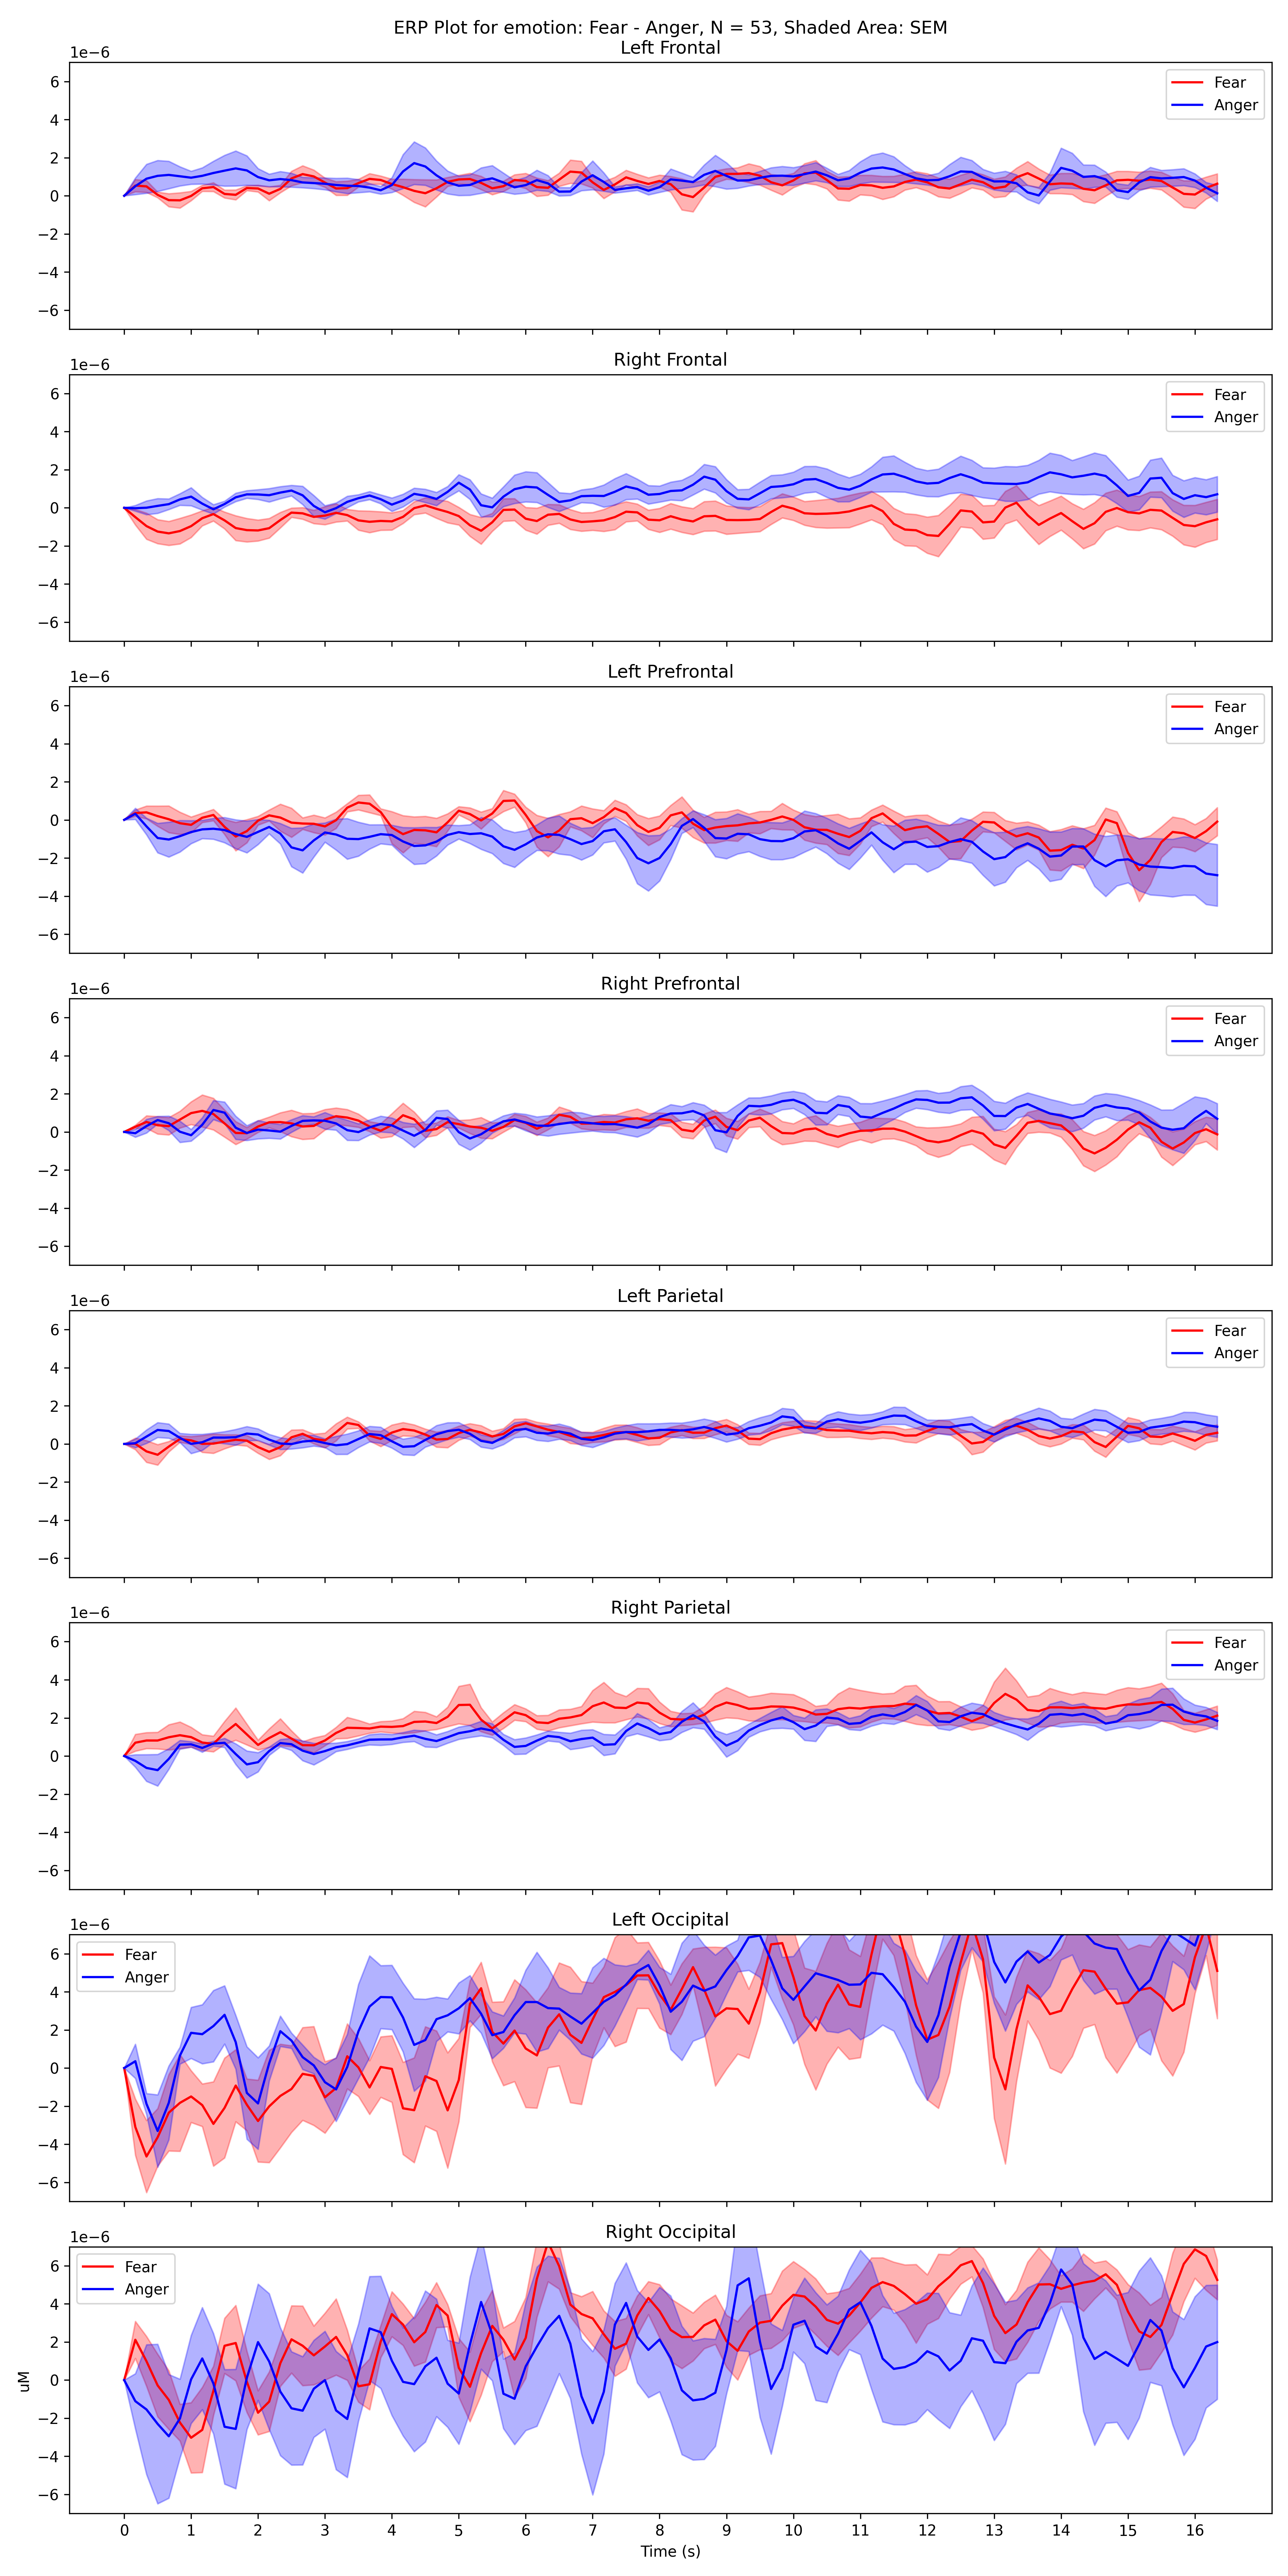 ERP Plot for emotion: Fear - Anger, N = 53, Shaded Area: SEM
Left Frontal
1e−6
6
4
2
0
−2
−4
−6
Fear
Anger
Right Frontal
1e−6
6
4
2
0
−2
−4
−6
Fear
Anger
Left Prefrontal
1e−6
6
4
2
0
−2
−4
−6
Fear
Anger
Right Prefrontal
1e−6
6
4
2
0
−2
−4
−6
Fear
Anger
Left Parietal
1e−6
6
4
2
0
−2
−4
−6
Fear
Anger
Right Parietal
1e−6
6
4
2
0
−2
−4
−6
Fear
Anger
Left Occipital
1e−6
6
4
2
0
−2
−4
−6
Fear
Anger
Right Occipital
1e−6
6
4
2
0
−2
−4
−6
Fear
Anger
uM
0 1 2 3 4 5 6 7 8 9 10 11 12 13 14 15 16
Time (s)